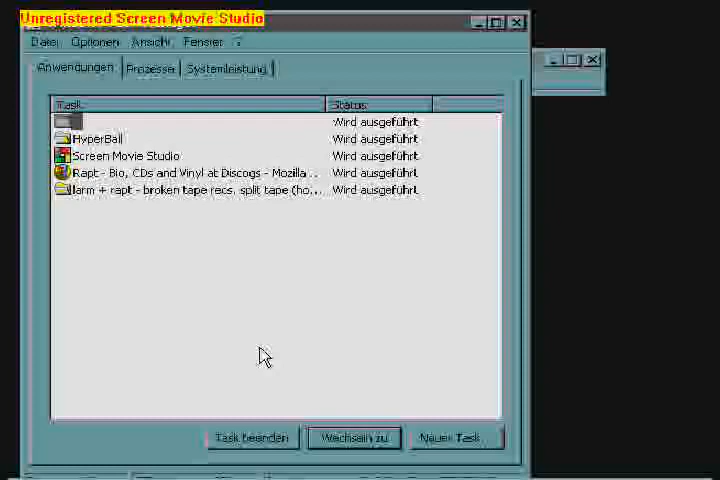 Unregistered Screen Movie Studio
Datei Optionen Ansicht Fenster ?
Anwendungen Prozesse Systemleistung
Task Status
Wird ausgeführt
HyperBall Wird ausgeführt
Screen Movie Studio Wird ausgeführt
Rapt - Bio, CDs and Vinyl at Discogs - Mozilla ... Wird ausgeführt
larm + rapt - broken tape recs. split tape (ho... Wird ausgeführt
Task beenden Wechseln zu Neuer Task...